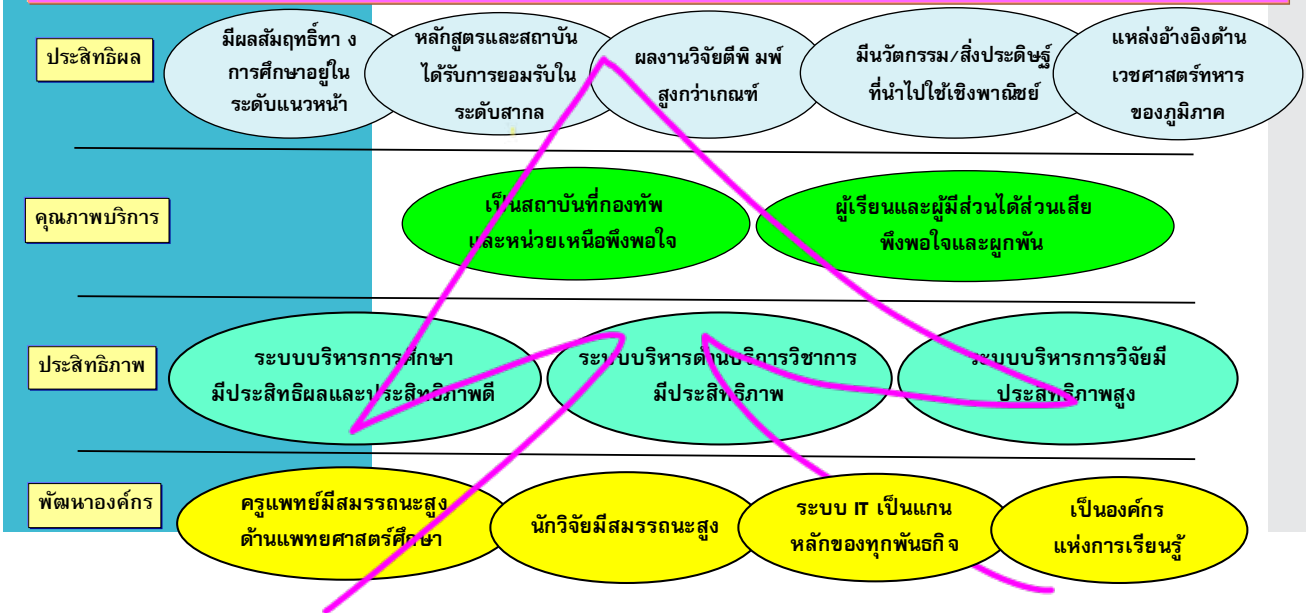 ประสิทธิผล
มีผลสัมฤทธิ์ทา ง
การศึกษาอยู่ใน
ระดับแนวหน้า
หลักสูตรและสถาบัน
ได้รับการยอมรับใน
ระดับสากล
ผลงานวิจัยตีพิ มพ์
สูงกว่าเกณฑ์
มีนวัตกรรม/สิ่งประดิษฐ์
ที่นำไปใช้เชิงพาณิชย์
แหล่งอ้างอิงด้าน
เวชศาสตร์ทหาร
ของภูมิภาค
คุณภาพบริการ
เป็นสถาบันที่กองทัพ
และหน่วยเหนือพึงพอใจ
ผู้เรียนและผู้มีส่วนได้ส่วนเสีย
พึงพอใจและผูกพัน
ประสิทธิภาพ
ระบบบริหารการศึกษา
มีประสิทธิผลและประสิทธิภาพดี
ระบบบริหารด้านบริการวิชาการ
มีประสิทธิภาพ
ระบบบริหารการวิจัยมี
ประสิทธิภาพสูง
พัฒนาองค์กร
ครูแพทย์มีสมรรถนะสูง
ด้านแพทยศาสตร์ศึกษา
นักวิจัยมีสมรรถนะสูง
ระบบ IT เป็นแกน
หลักของทุกพันธกิ จ
เป็นองค์กร
แห่งการเรียนรู้